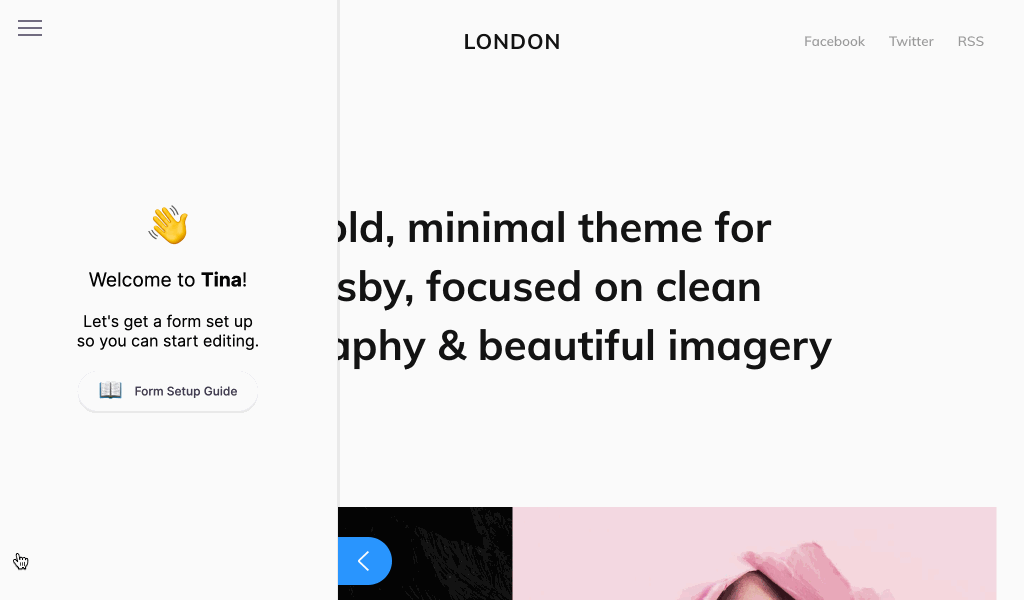 LONDON
Facebook Twitter RSS
old, minimal theme for
sby, focused on clean
aphy & beautiful imagery
Welcome to Tina!
Let's get a form set up
so you can start editing.
Form Setup Guide